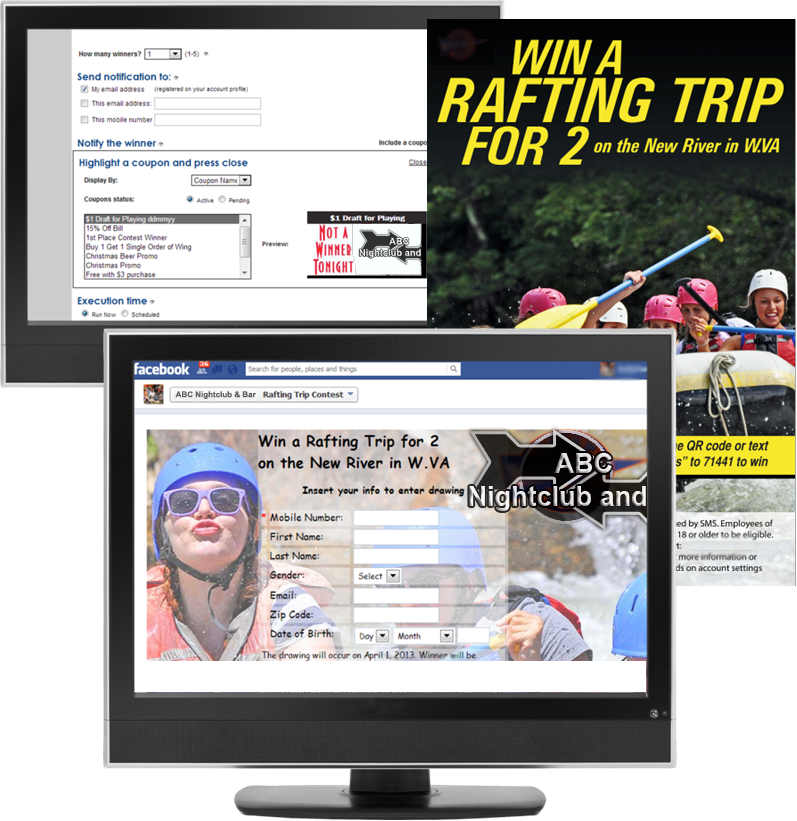 How many winners? 1 (1-5)
Send notification to:
My email address (registered on your account profile)
This email address:
This mobile number
Notify the winner Include a coupo
Highlight a coupon and press close Close
Display By: Coupon Name
Coupons status: Active Pending
$1 Draft for Playing ddmmyy
15% Off Bill
1st Place Contest Winner
Buy 1 Get 1 Single Order of Wing
Christmas Beer Promo
Christmas Promo
Free with $3 purchase
Preview:
$1 Draft for Playing
NOT A
WINNER
TONIGHT
ABC
Nightclub and
Execution time
Run Now Scheduled
WIN A
RAFTING TRIP
FOR 2 on the New River in W.VA
e QR code or text
s” to 71441 to win
ed by SMS. Employees of
18 or older to be eligible.
t:
more information or
ds on account settings
facebook 36 Search for people, places and things
ABC Nightclub & Bar Rafting Trip Contest
Win a Rafting Trip for 2
on the New River in W.VA
Insert your info to enter drawing
ABC
Nightclub and
* Mobile Number:
First Name:
Last Name:
Gender: Select
Email:
Zip Code:
Date of Birth: Day Month
The drawing will occur on April 1, 2013. Winner will be